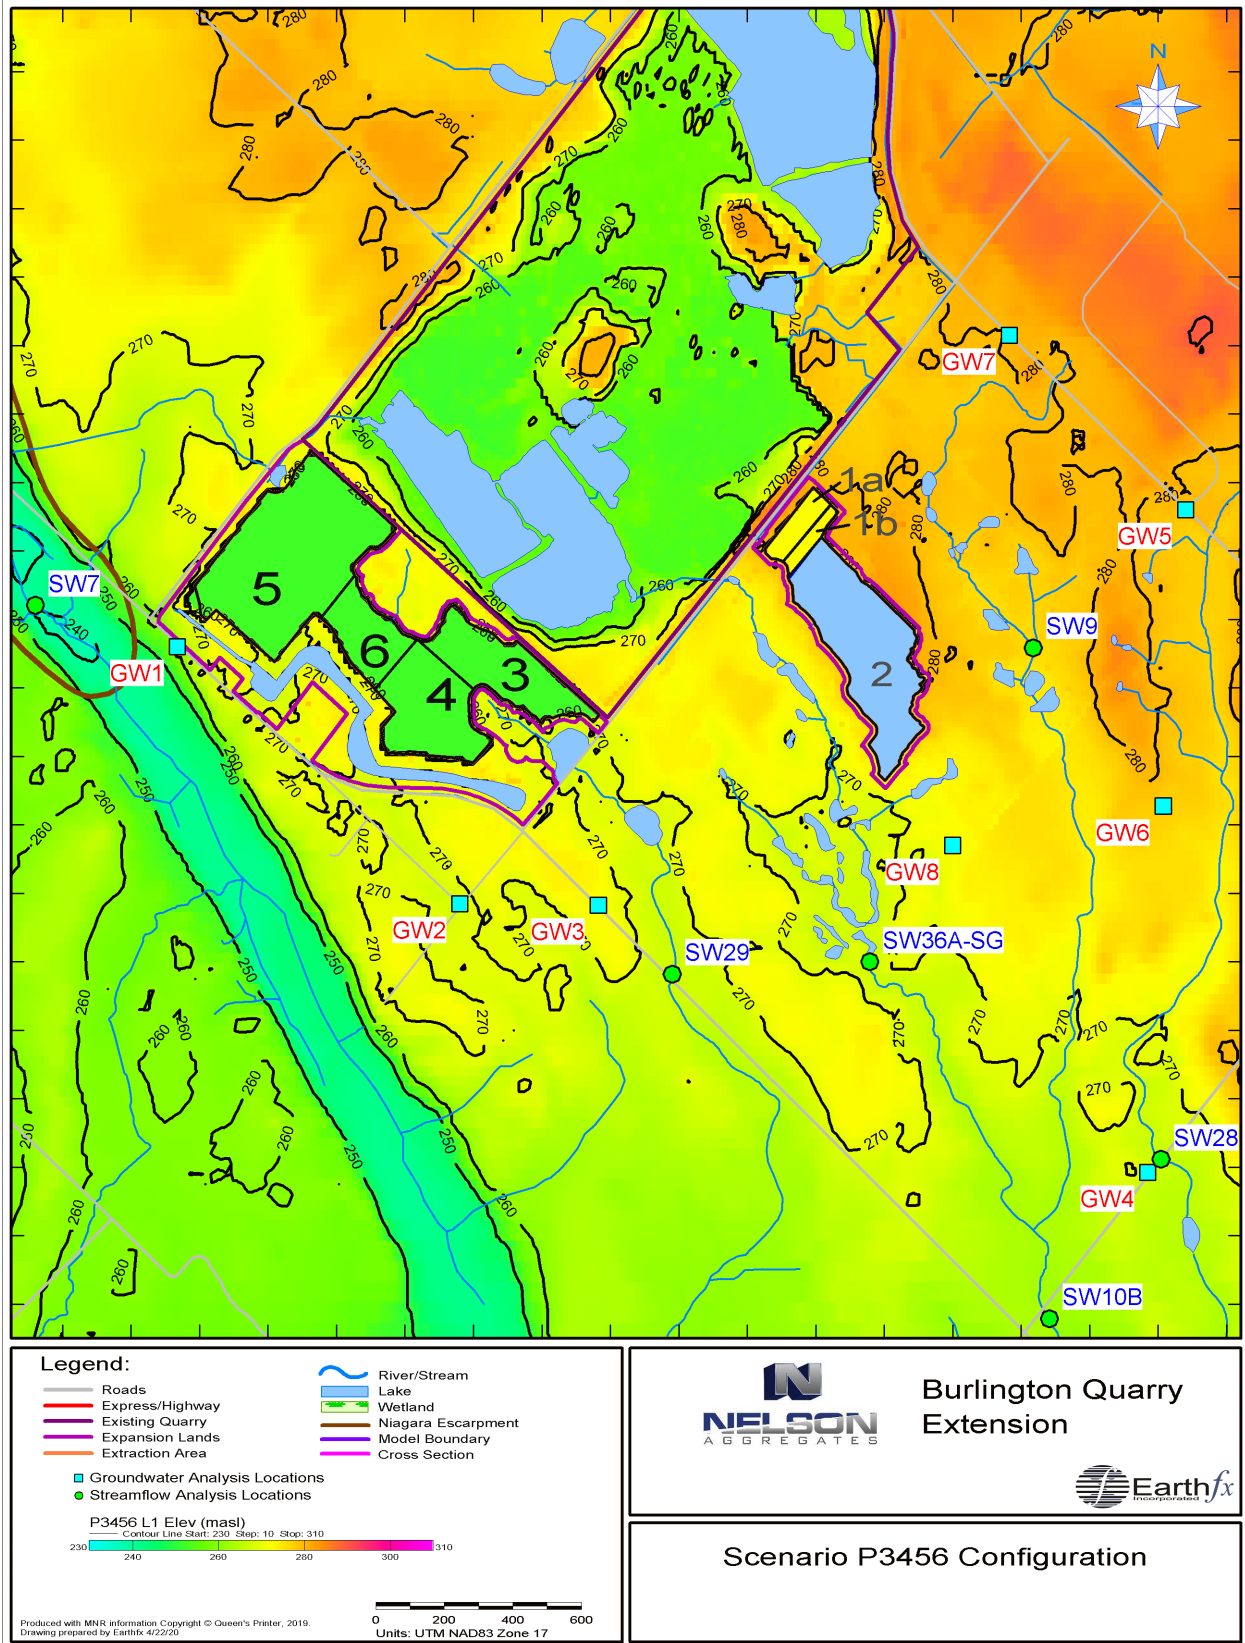 N
GW7
1a
1b
GW5
5
SW7
6
SW9
GW1
3
2
4
GW6
GW8
GW2
GW3
SW36A-SG
SW29
SW28
GW4
SW10B
Legend:
Roads
Express/Highway
Existing Quarry
Expansion Lands
Extraction Area
River/Stream
Lake
Wetland
Niagara Escarpment
Model Boundary
Cross Section
Groundwater Analysis Locations
Streamflow Analysis Locations
P3456 L1 Elev (masl)
Contour Line Start: 230 Step: 10 Stop: 310
230 310
240 260 280 300
Produced with MNR information Copyright © Queen's Printer, 2019.
Drawing prepared by Earthfx 4/22/20
0 200 400 600
Units: UTM NAD83 Zone 17
NELSON
AGGREGATES
Burlington Quarry
Extension
Earthfx
Incorporated
Scenario P3456 Configuration